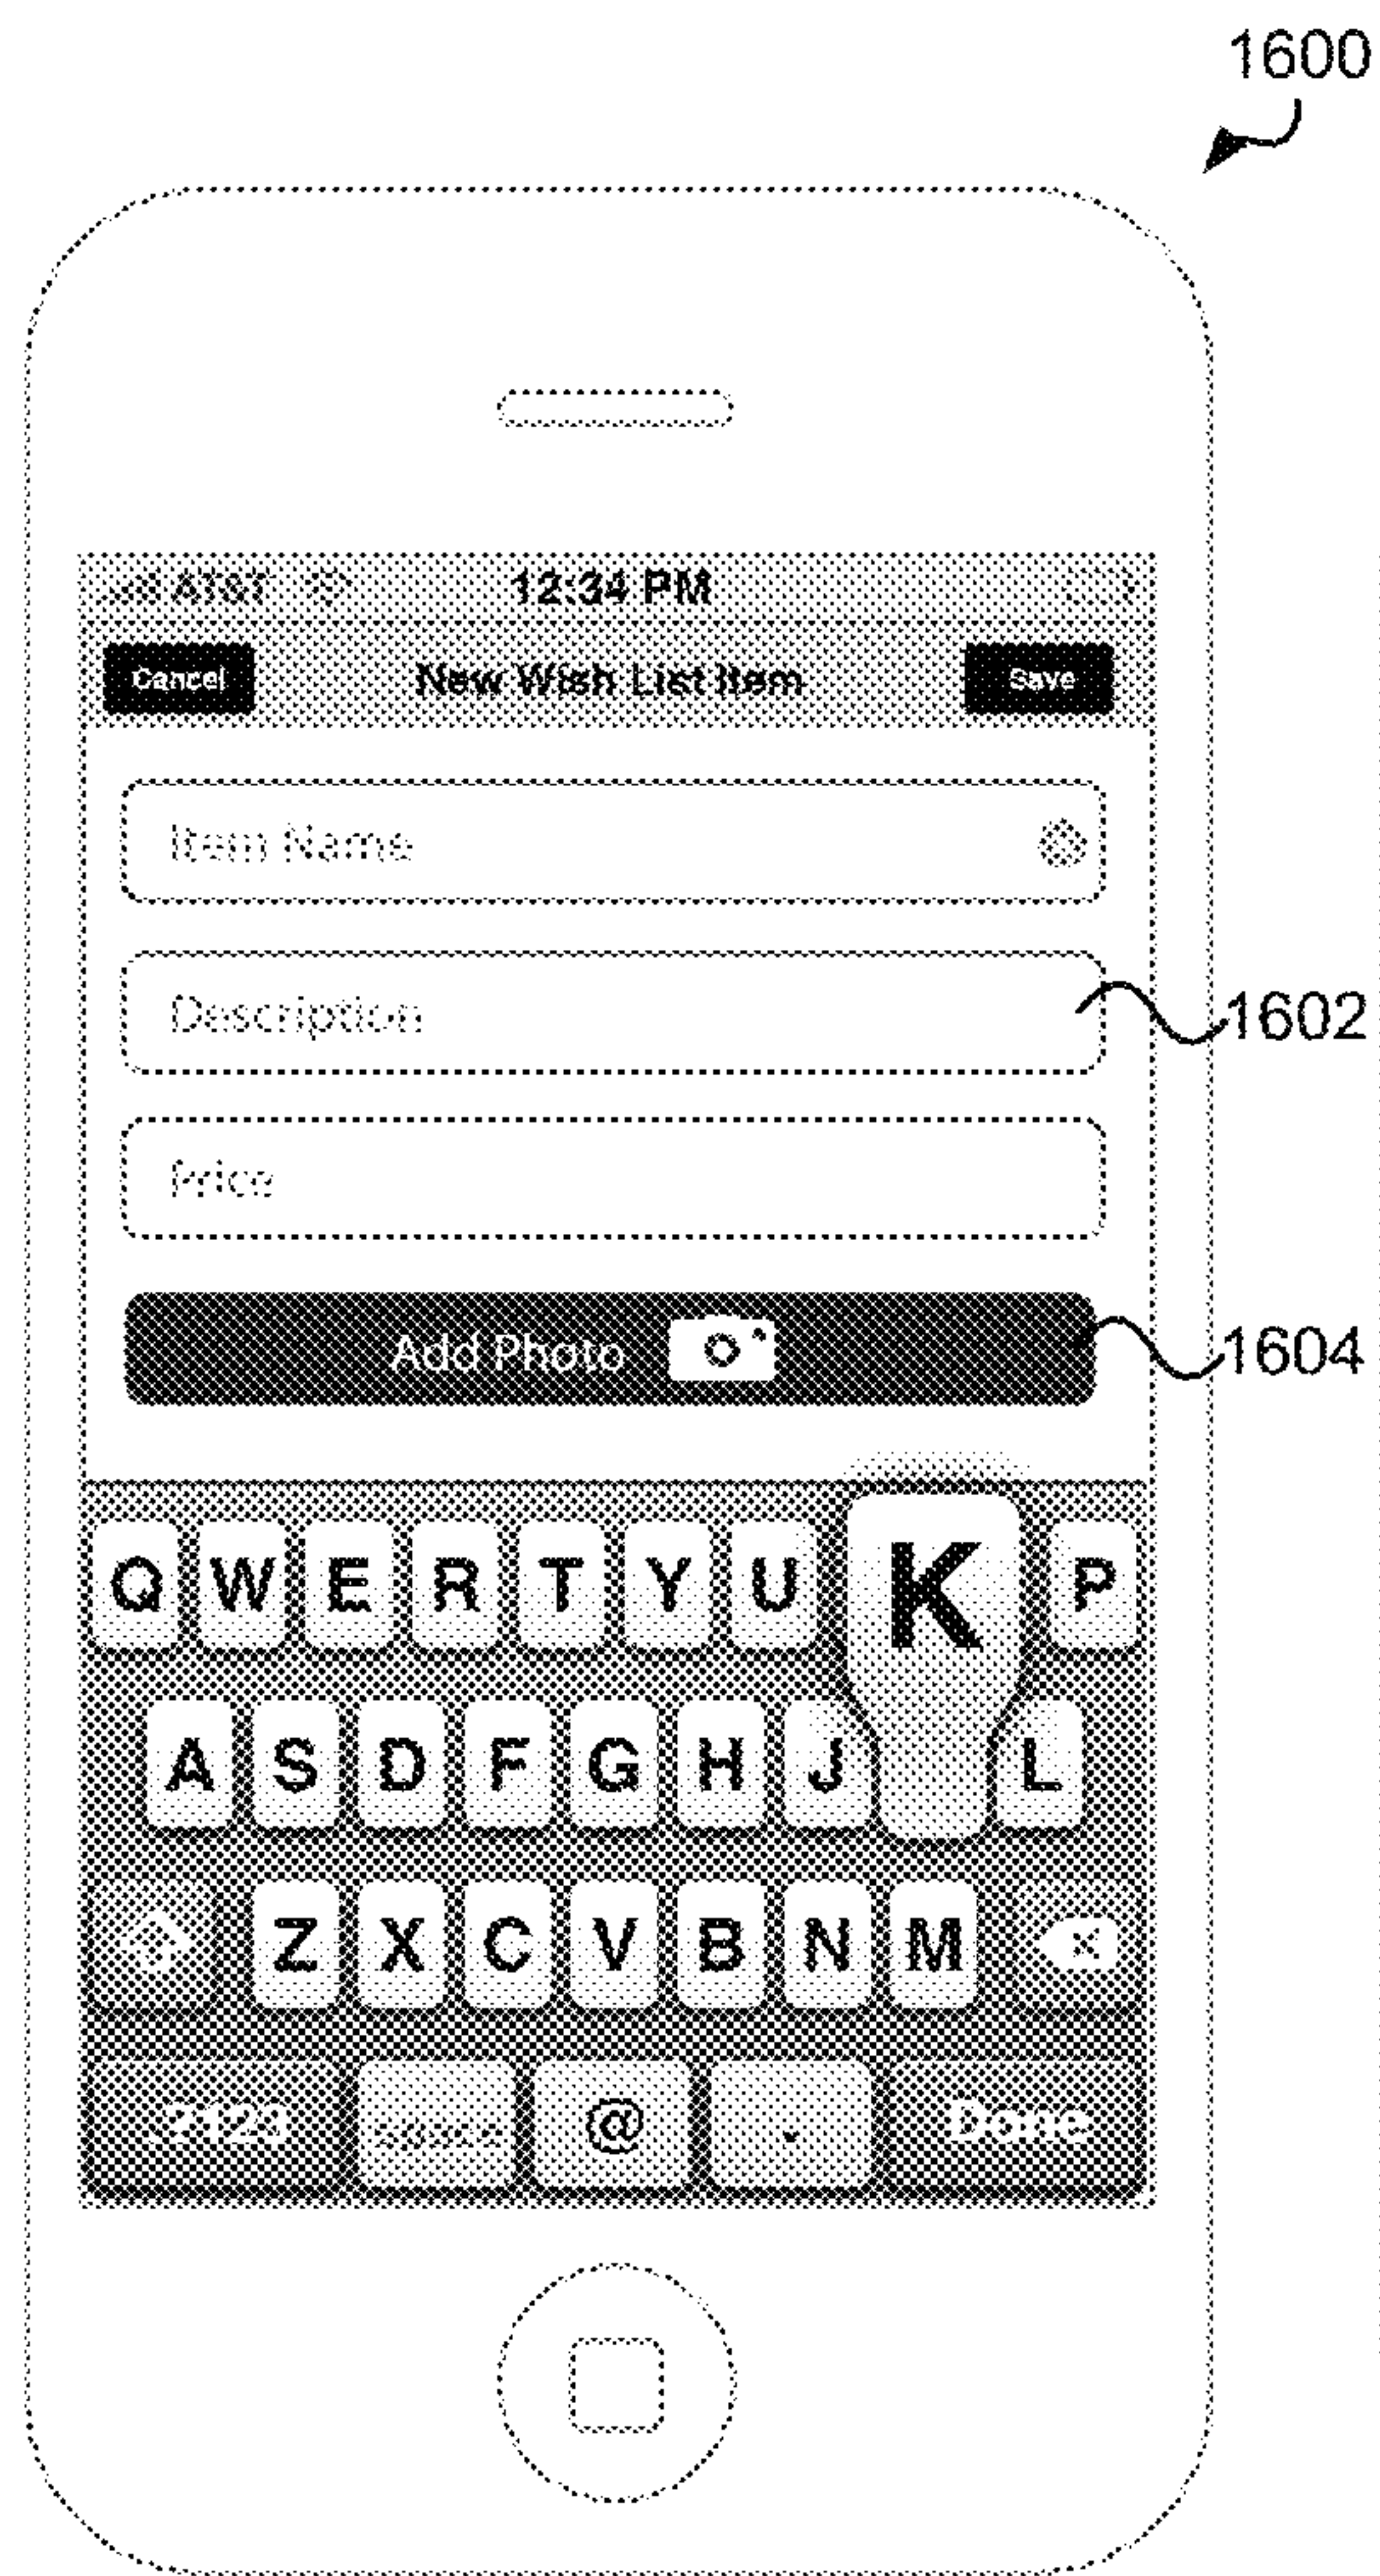 1600
AT&T 12:34 PM
Cancel New Wish List Item Save
Item Name
Description 1602
Price
Add Photo 1604
Q W E R T Y U K P
A S D F G H J L
Z X C V B N M
.?123 @ . Done